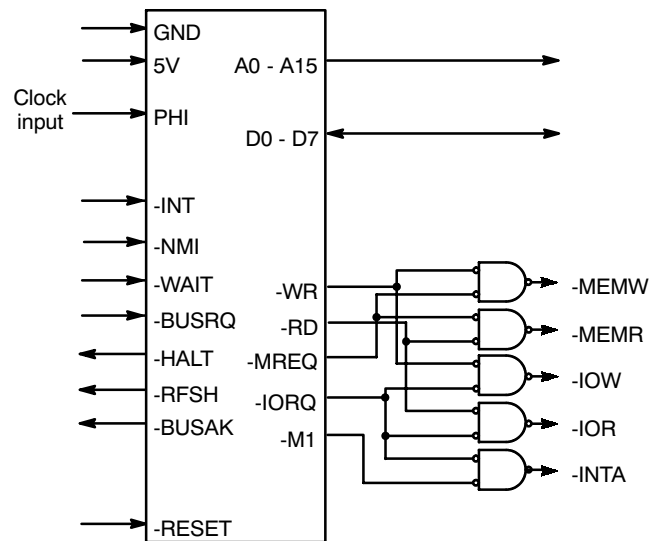 GND
5V
Clock
input
PHI
-INT
-NMI
-WAIT
-BUSRQ
-HALT
-RFSH
-BUSAK
-RESET
A0 - A15
D0 - D7
-WR
-RD
-MREQ
-IORQ
-M1
-MEMW
-MEMR
-IOW
-IOR
-INTA